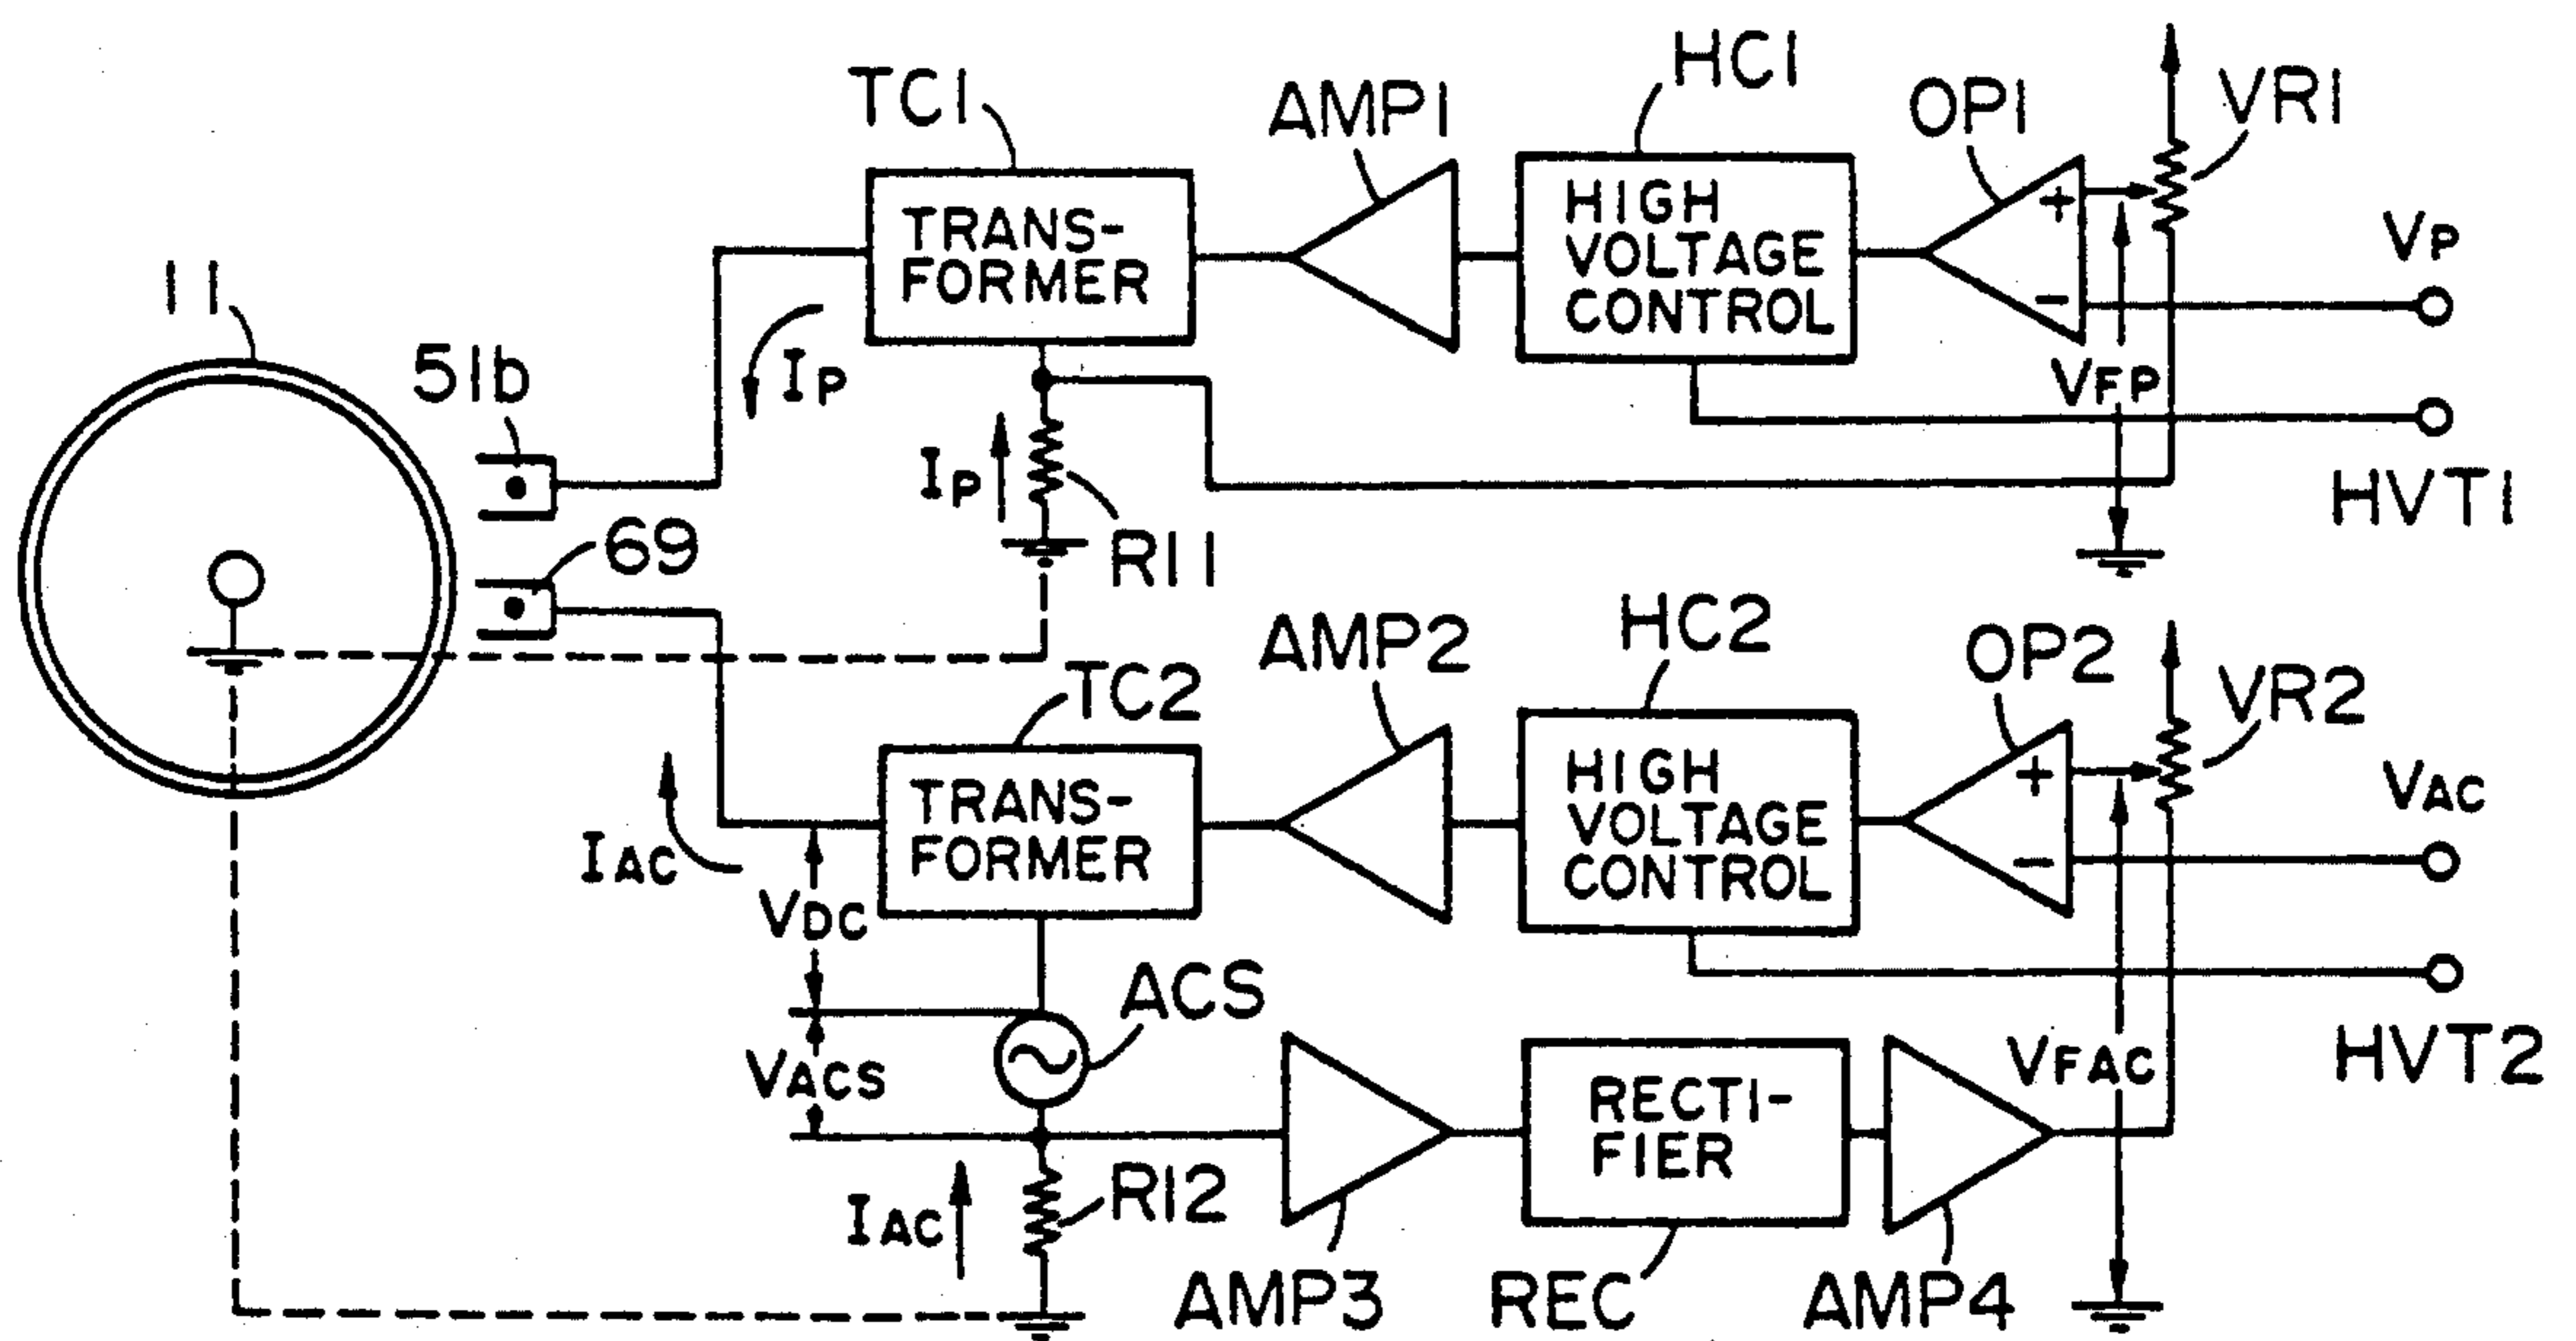 HC1
TC1
AMP1
OP1
VR1
TRANS-
FORMER
HIGH
VOLTAGE
CONTROL
+
-
VP
11
51b
IP
VFP
IP
HVT1
69
R11
HC2
AMP2
OP2
TC2
VR2
TRANS-
FORMER
HIGH
VOLTAGE
CONTROL
+
-
VAC
IAC
VDC
ACS
VACS
HVT2
VFAC
RECTI-
FIER
R12
IAC
AMP3
REC
AMP4